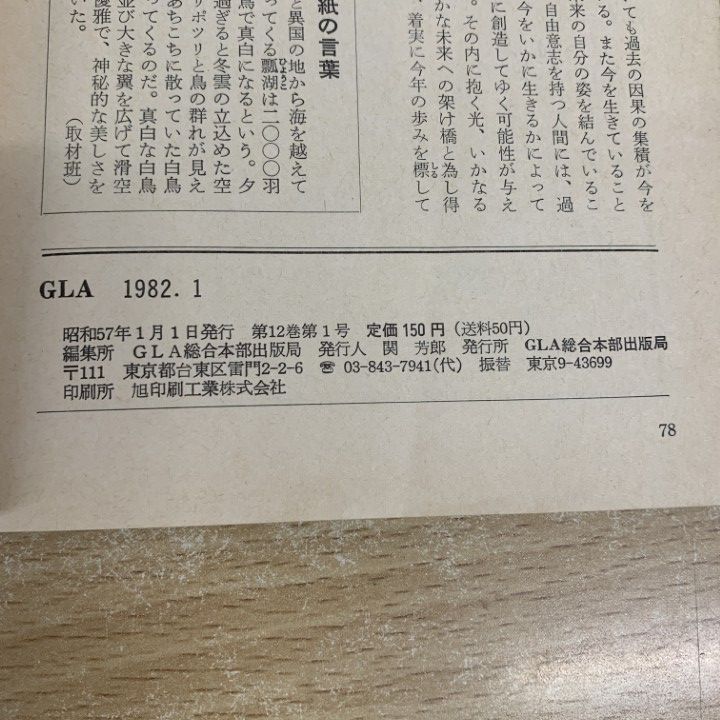 ても過去の因果の集積が今を
る。また今を生きていること
来来の自分の姿を結んでいるこ
自由意志を持つ人間には、過
今をいかに生きるかによって
に創造してゆく可能性が与え
。その内に抱く光、いかなる
かな未来への架け橋と為し得
、着実に今年の歩みを標して
紙の言葉
と異国の地から海を越えて
ってくる瓢湖は二〇〇〇羽
鳥で真白になるという。夕
過ぎると冬雲の立込めた空
リポツリと鳥の群れが見え
あちこちに散っていた白鳥
ってくるのだ。真白な白鳥
並び大きな翼を広げて滑空
優雅で、神秘的な美しさを
いた。
（取材班）
GLA 1982.1
昭和57年1月1日発行 第12巻第1号 定価150円（送料50円）
編集所 GLA総合本部出版局 発行人 関 芳郎 発行所 GLA総合本部出版局
〒111 東京都台東区雷門2-2-6 ☎ 03-843-7941(代) 振替 東京9-43699
印刷所 旭印刷工業株式会社
78